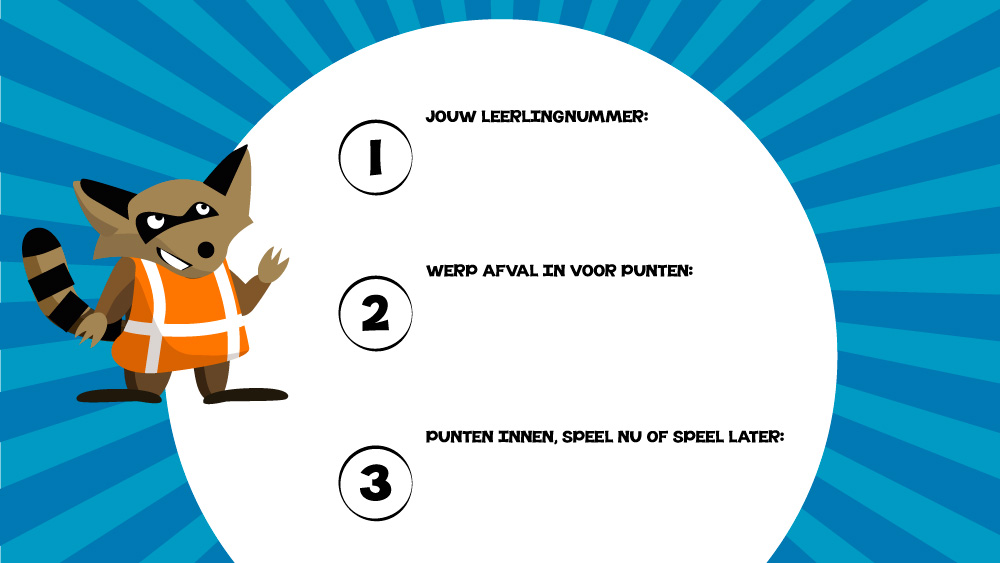 JOUW LEERLINGNUMMER:
1
WERP AFVAL IN VOOR PUNTEN:
2
PUNTEN INNEN, SPEEL NU OF SPEEL LATER:
3